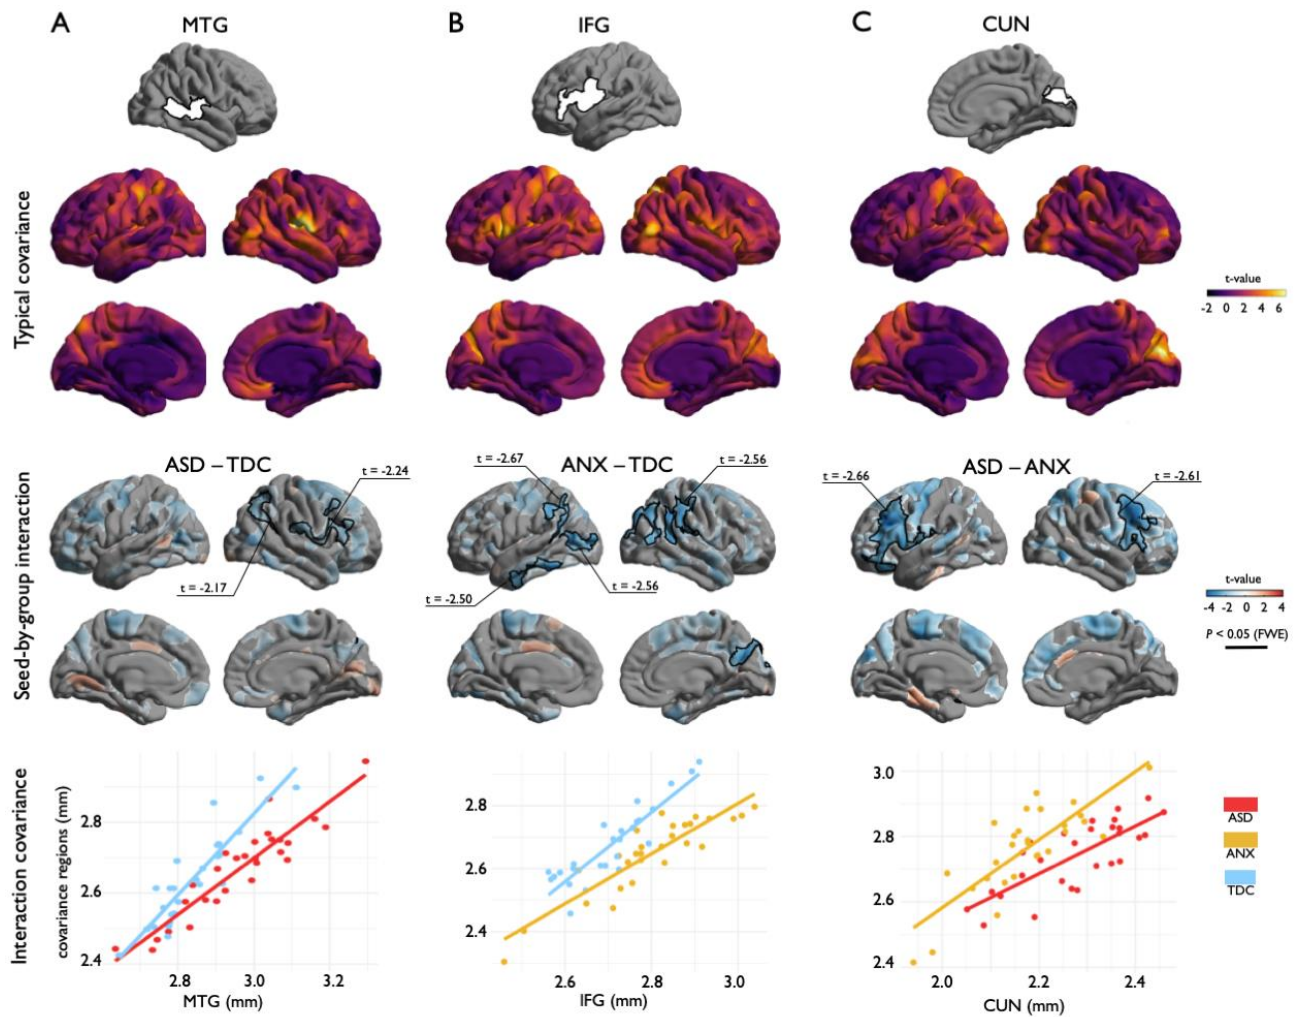 A MTG B IFG C CUN
Typical covariance
t-value
-2 0 2 4 6
Seed-by-group interaction
ASD – TDC
t = -2.24
t = -2.17
t = -2.67
ANX – TDC
t = -2.56
t = -2.50
t = -2.56
t = -2.66
ASD – ANX
t = -2.61
t-value
-4 -2 0 2 4
P < 0.05 (FWE)
Interaction covariance
covariance regions (mm)
2.8
2.6
2.4
2.8 3.0 3.2
MTG (mm)
2.8
2.6
2.4
2.6 2.8 3.0
IFG (mm)
3.0
2.8
2.6
2.4
2.0 2.2 2.4
CUN (mm)
ASD
ANX
TDC